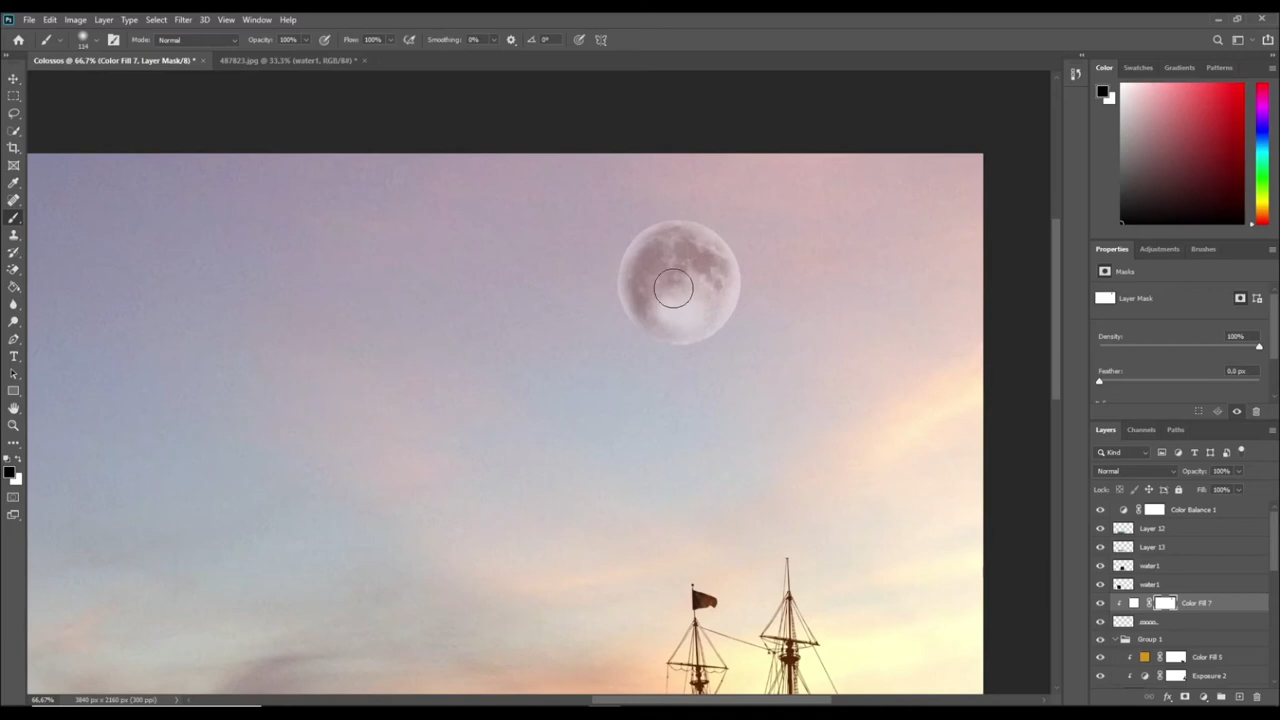 Ps File Edit Image Layer Type Select Filter 3D View Window Help
124 Mode: Normal Opacity: 100% Flow: 100% Smoothing: 0% 0°
Colossos @ 66,7% (Color Fill 7, Layer Mask/8) * × 487823.jpg @ 33,3% (water1, RGB/8#) * ×
Color Swatches Gradients Patterns
Properties Adjustments Brushes
Masks
Layer Mask
Density: 100%
Feather: 0,0 px
Layers Channels Paths
Kind
Normal Opacity: 100%
Lock: Fill: 100%
Color Balance 1
Layer 12
Layer 13
water1
water1
Color Fill 7
Group 1
Color Fill 5
Exposure 2
66,67% 3840 px x 2160 px (300 ppi)
fx